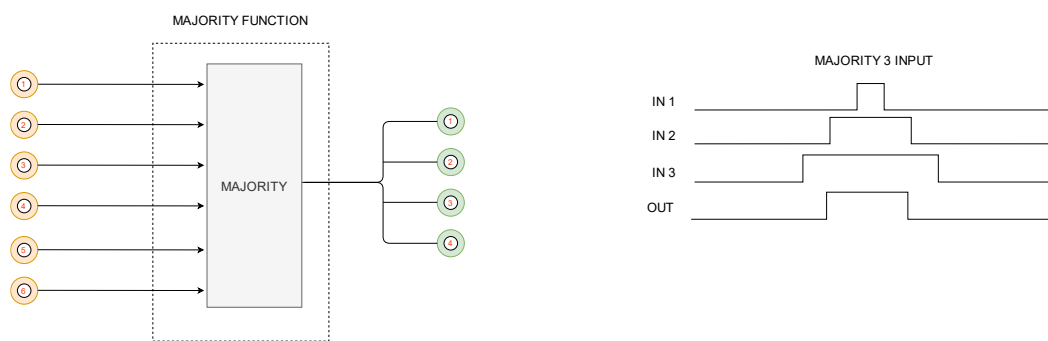 MAJORITY FUNCTION
1
2
3
4
5
6
MAJORITY
1
2
3
4
MAJORITY 3 INPUT
IN 1
IN 2
IN 3
OUT